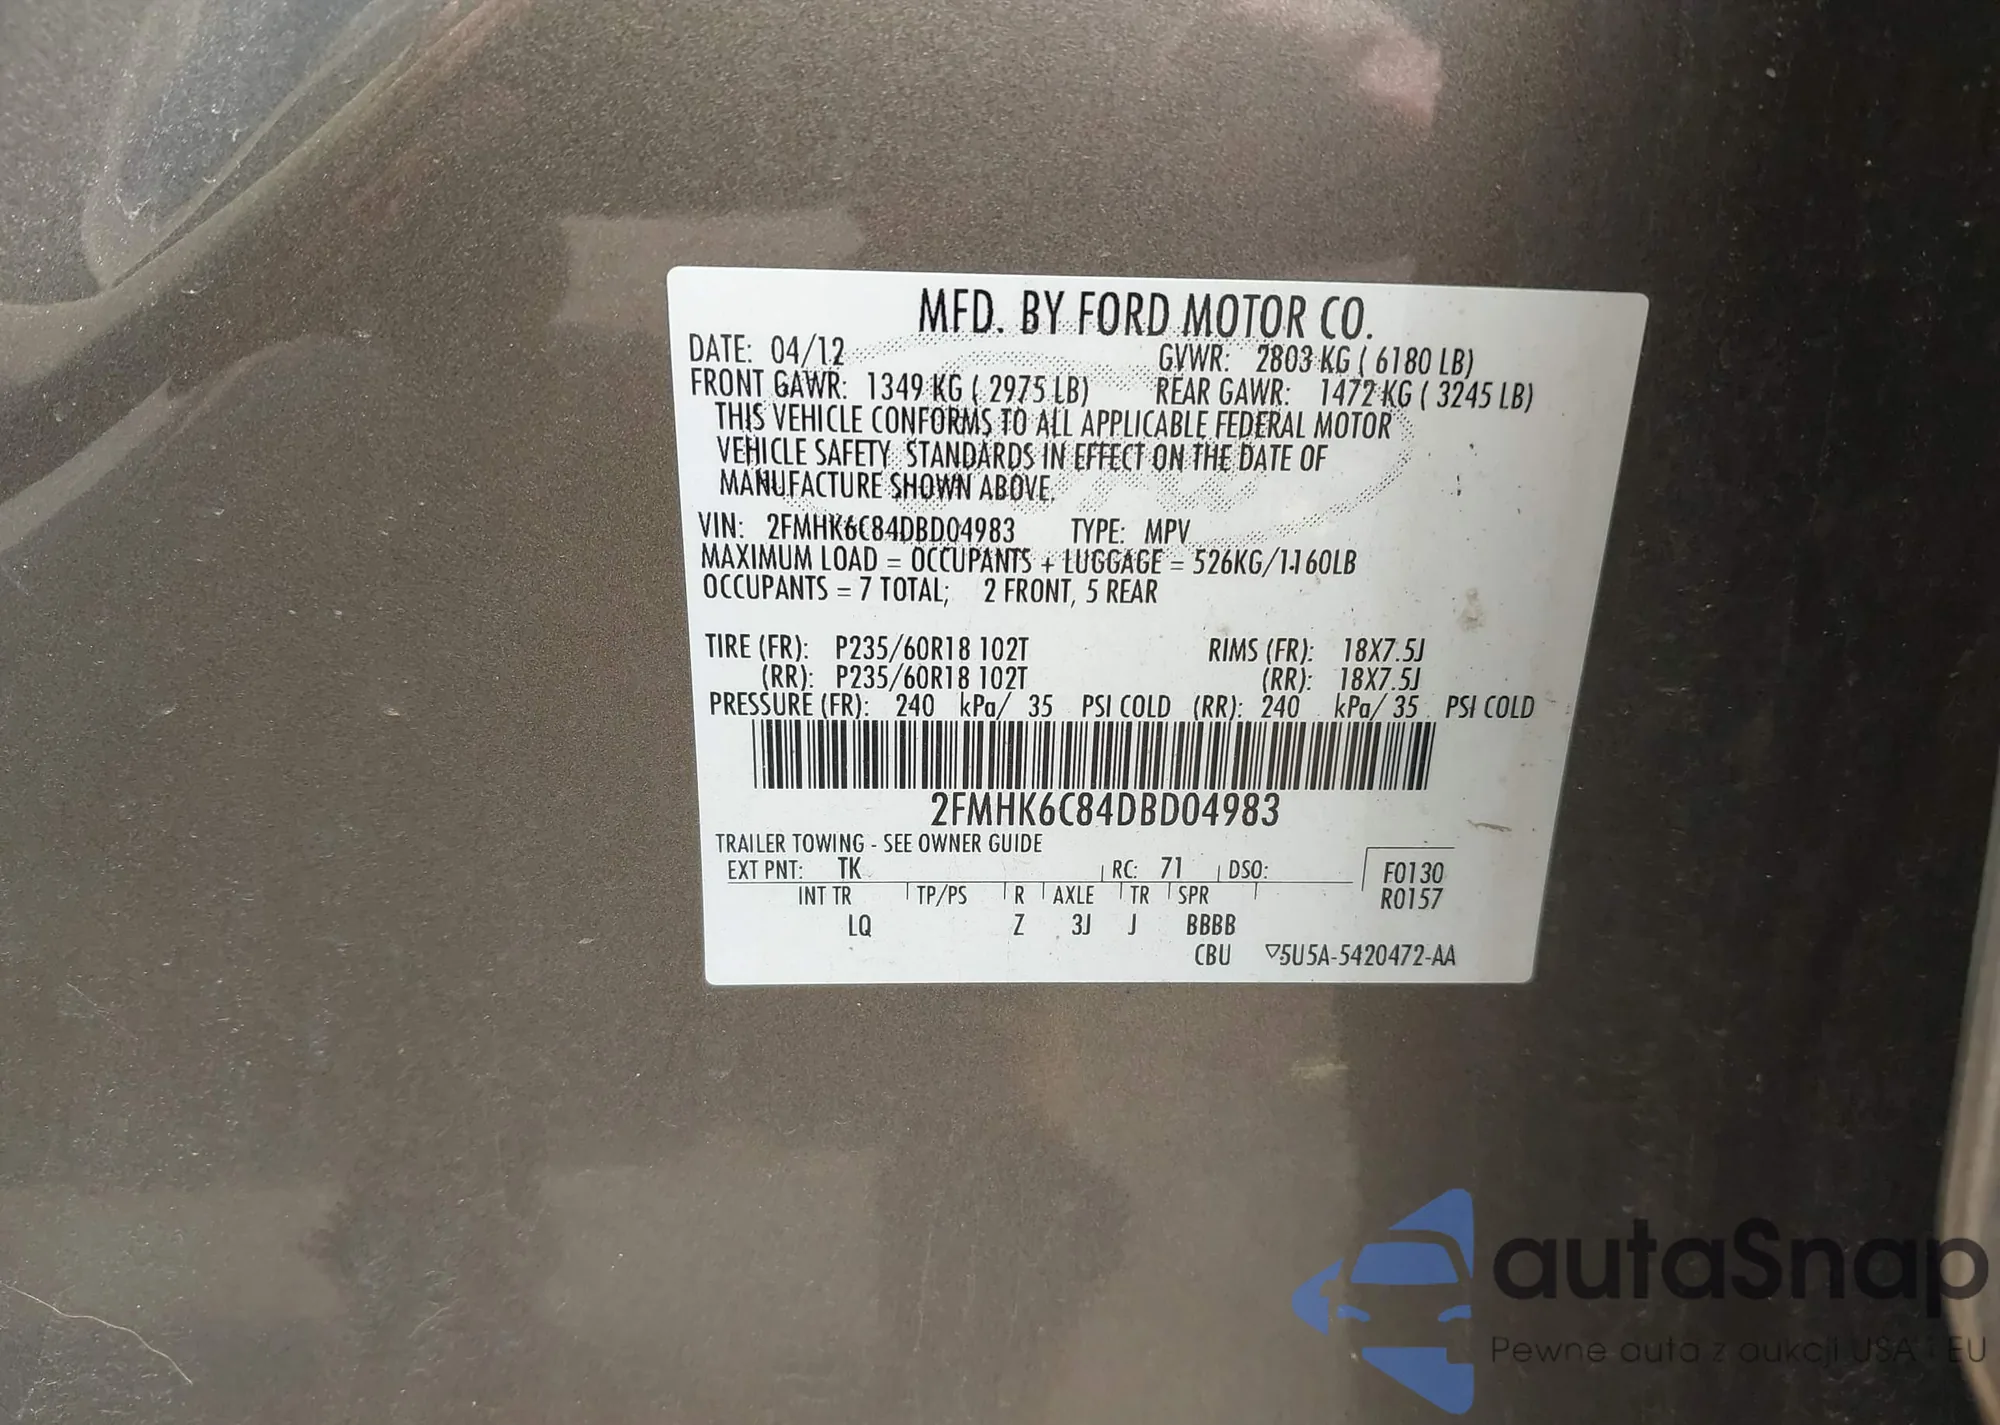 MFD. BY FORD MOTOR CO.
DATE: 04/12 GVWR: 2803 KG ( 6180 LB)
FRONT GAWR: 1349 KG ( 2975 LB) REAR GAWR: 1472 KG ( 3245 LB)
THIS VEHICLE CONFORMS TO ALL APPLICABLE FEDERAL MOTOR
VEHICLE SAFETY STANDARDS IN EFFECT ON THE DATE OF
MANUFACTURE SHOWN ABOVE.
VIN: 2FMHK6C84DBD04983 TYPE: MPV
MAXIMUM LOAD = OCCUPANTS + LUGGAGE = 526KG/1160LB
OCCUPANTS = 7 TOTAL; 2 FRONT, 5 REAR
TIRE (FR): P235/60R18 102T RIMS (FR): 18X7.5J
(RR): P235/60R18 102T (RR): 18X7.5J
PRESSURE (FR): 240 kPa/ 35 PSI COLD (RR): 240 kPa/ 35 PSI COLD
2FMHK6C84DBD04983
TRAILER TOWING - SEE OWNER GUIDE
EXT PNT: TK RC: 71 DSO: F0130
INT TR TP/PS R AXLE TR SPR R0157
LQ Z 3J J BBBB
CBU ▽5U5A-5420472-AA
autaSnap
Pewne auta z aukcji USA i EU